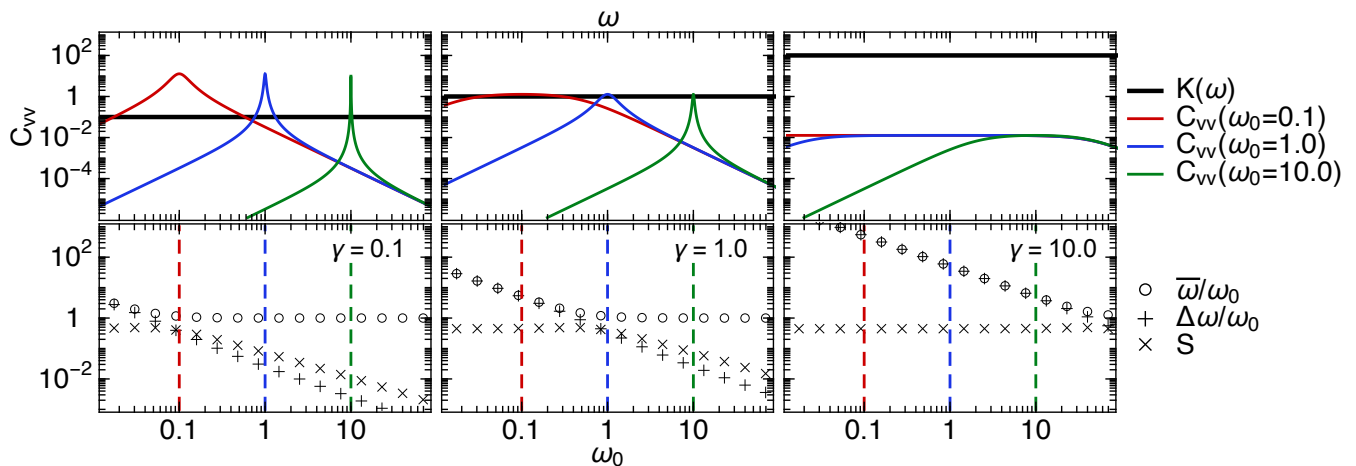 ω
C_vv
10² 1 10⁻² 10⁻⁴
K(ω)
C_vv(ω₀=0.1)
C_vv(ω₀=1.0)
C_vv(ω₀=10.0)
10² 1 10⁻²
γ = 0.1
γ = 1.0
γ = 10.0
ω̅/ω₀
Δω/ω₀
S
0.1 1 10 0.1 1 10 0.1 1 10
ω₀